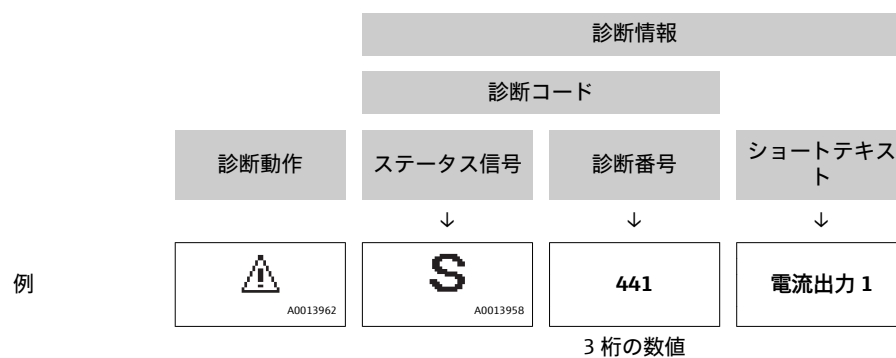 診断情報
診断コード
診断動作
ステータス信号
診断番号
ショートテキス
ト
↓ ↓ ↓
例
A0013962
S
A0013958
441
電流出力 1
3 桁の数値